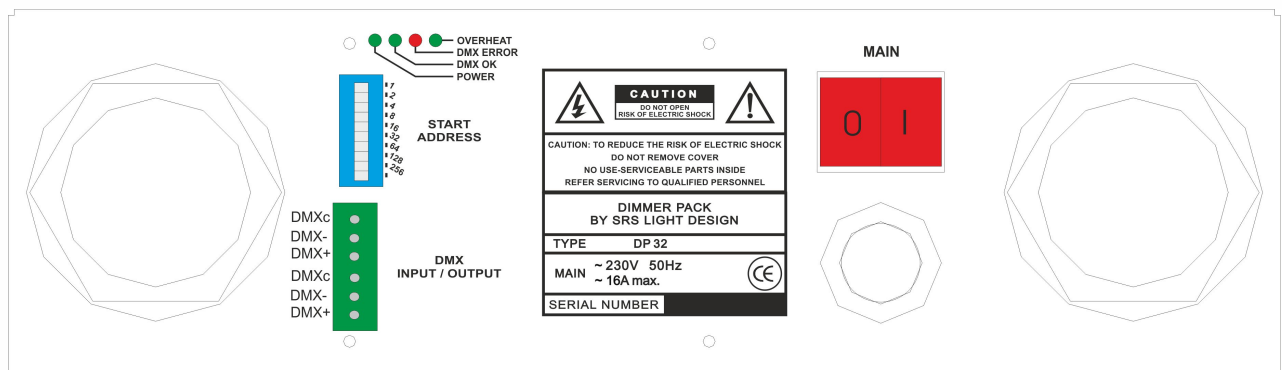 OVERHEAT
DMX ERROR
DMX OK
POWER
1
2
4
8
16
32
64
128
256
START
ADDRESS
DMXc
DMX-
DMX+
DMXc
DMX-
DMX+
DMX
INPUT / OUTPUT
CAUTION
DO NOT OPEN
RISK OF ELECTRIC SHOCK
CAUTION: TO REDUCE THE RISK OF ELECTRIC SHOCK
DO NOT REMOVE COVER
NO USE-SERVICEABLE PARTS INSIDE
REFER SERVICING TO QUALIFIED PERSONNEL
DIMMER PACK
BY SRS LIGHT DESIGN
TYPE DP 32
MAIN ~ 230V 50Hz
~ 16A max.
CE
SERIAL NUMBER
MAIN
0 I